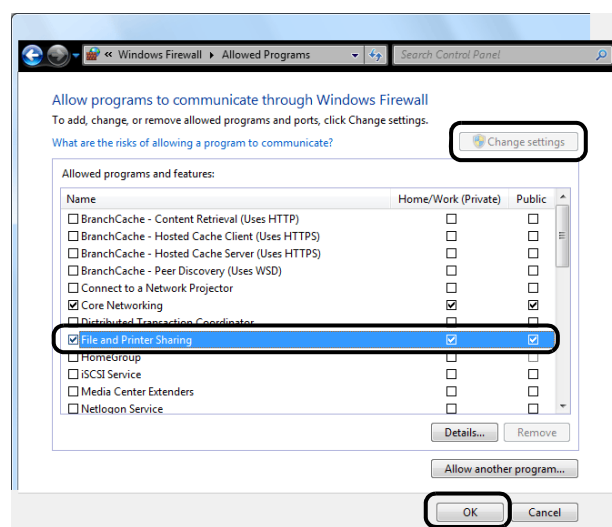 « Windows Firewall Allowed Programs Search Control Panel
Allow programs to communicate through Windows Firewall
To add, change, or remove allowed programs and ports, click Change settings.
What are the risks of allowing a program to communicate? Change settings
Allowed programs and features:
Name Home/Work (Private) Public
BranchCache - Content Retrieval (Uses HTTP)
BranchCache - Hosted Cache Client (Uses HTTPS)
BranchCache - Hosted Cache Server (Uses HTTPS)
BranchCache - Peer Discovery (Uses WSD)
Connect to a Network Projector
Core Networking
Distributed Transaction Coordinator
File and Printer Sharing
HomeGroup
iSCSI Service
Media Center Extenders
Netlogon Service
Details... Remove
Allow another program...
OK Cancel